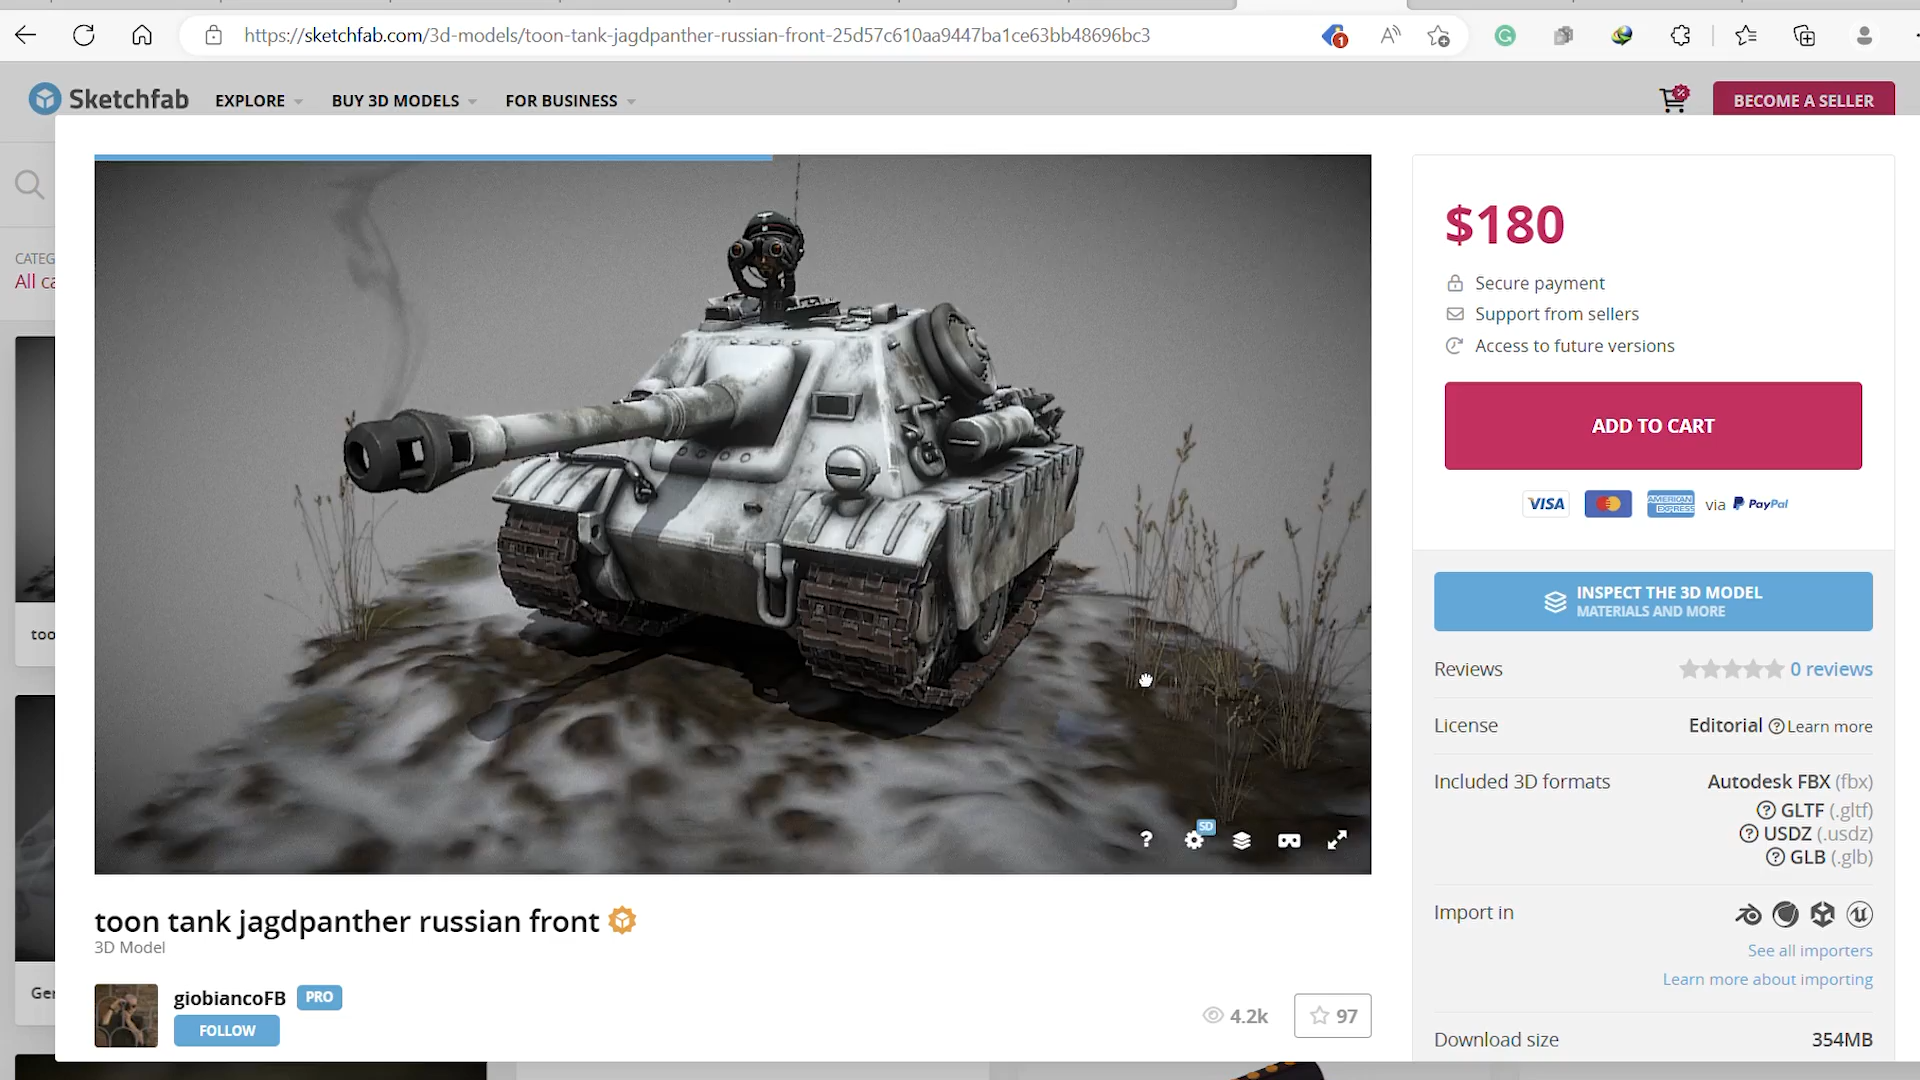 https://sketchfab.com/3d-models/toon-tank-jagdpanther-russian-front-25d57c610aa9447ba1ce63bb48696bc3
1
Sketchfab
EXPLORE
BUY 3D MODELS
FOR BUSINESS
BECOME A SELLER
CATEG
All ca
$180
Secure payment
Support from sellers
Access to future versions
ADD TO CART
VISA
AMERICAN EXPRESS
via PayPal
INSPECT THE 3D MODEL
MATERIALS AND MORE
Reviews
0 reviews
License
Editorial ? Learn more
Included 3D formats
Autodesk FBX (fbx)
? GLTF (.gltf)
? USDZ (.usdz)
? GLB (.glb)
Import in
See all importers
Learn more about importing
Download size
354MB
?
SD
too
Ger
toon tank jagdpanther russian front
3D Model
giobiancoFB PRO
FOLLOW
4.2k
97